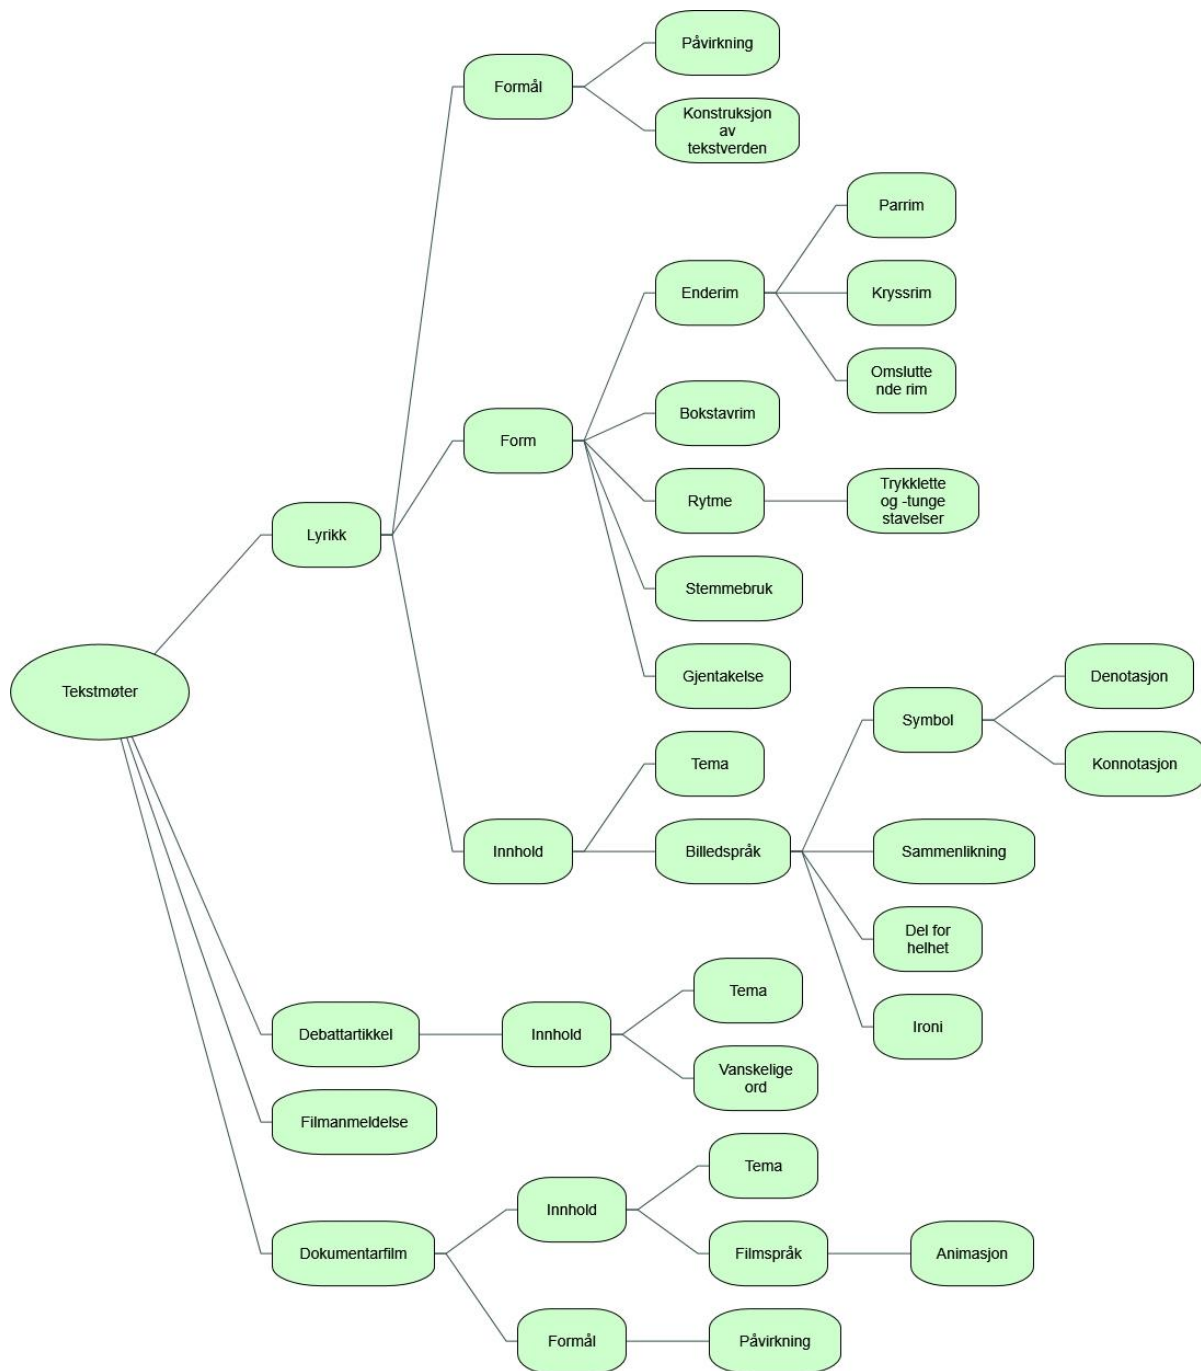 Påvirkning
Formål
Konstruksjon
av
tekstverden
Parrim
Enderim
Kryssrim
Omslutte
nde rim
Bokstavrim
Form
Rytme
Trykklette
og -tunge
stavelser
Lyrikk
Stemmebruk
Gjentakelse
Denotasjon
Tekstmøter
Symbol
Tema
Konnotasjon
Innhold
Billedspråk
Sammenlikning
Del for
helhet
Ironi
Tema
Debattartikkel
Innhold
Vanskelige
ord
Filmanmeldelse
Tema
Innhold
Dokumentarfilm
Filmspråk
Animasjon
Formål
Påvirkning